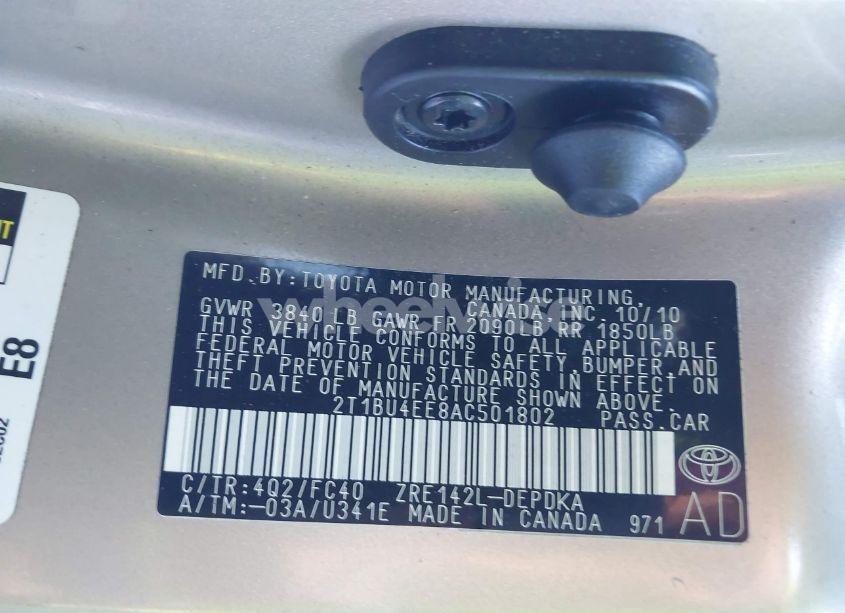 MFD.BY:TOYOTA MOTOR MANUFACTURING,
CANADA, INC. 10/10
GVWR 3840 LB GAWR FR 2090LB RR 1850LB
THIS VEHICLE CONFORMS TO ALL APPLICABLE
FEDERAL MOTOR VEHICLE SAFETY,BUMPER,AND
THEFT PREVENTION STANDARDS IN EFFECT ON
THE DATE OF MANUFACTURE SHOWN ABOVE.
2T1BU4EE8AC501802 PASS.CAR
C/TR:4Q2/FC40 ZRE142L-DEPDKA
A/TM:-03A/U341E MADE IN CANADA 971
AD
E8
wheelwise